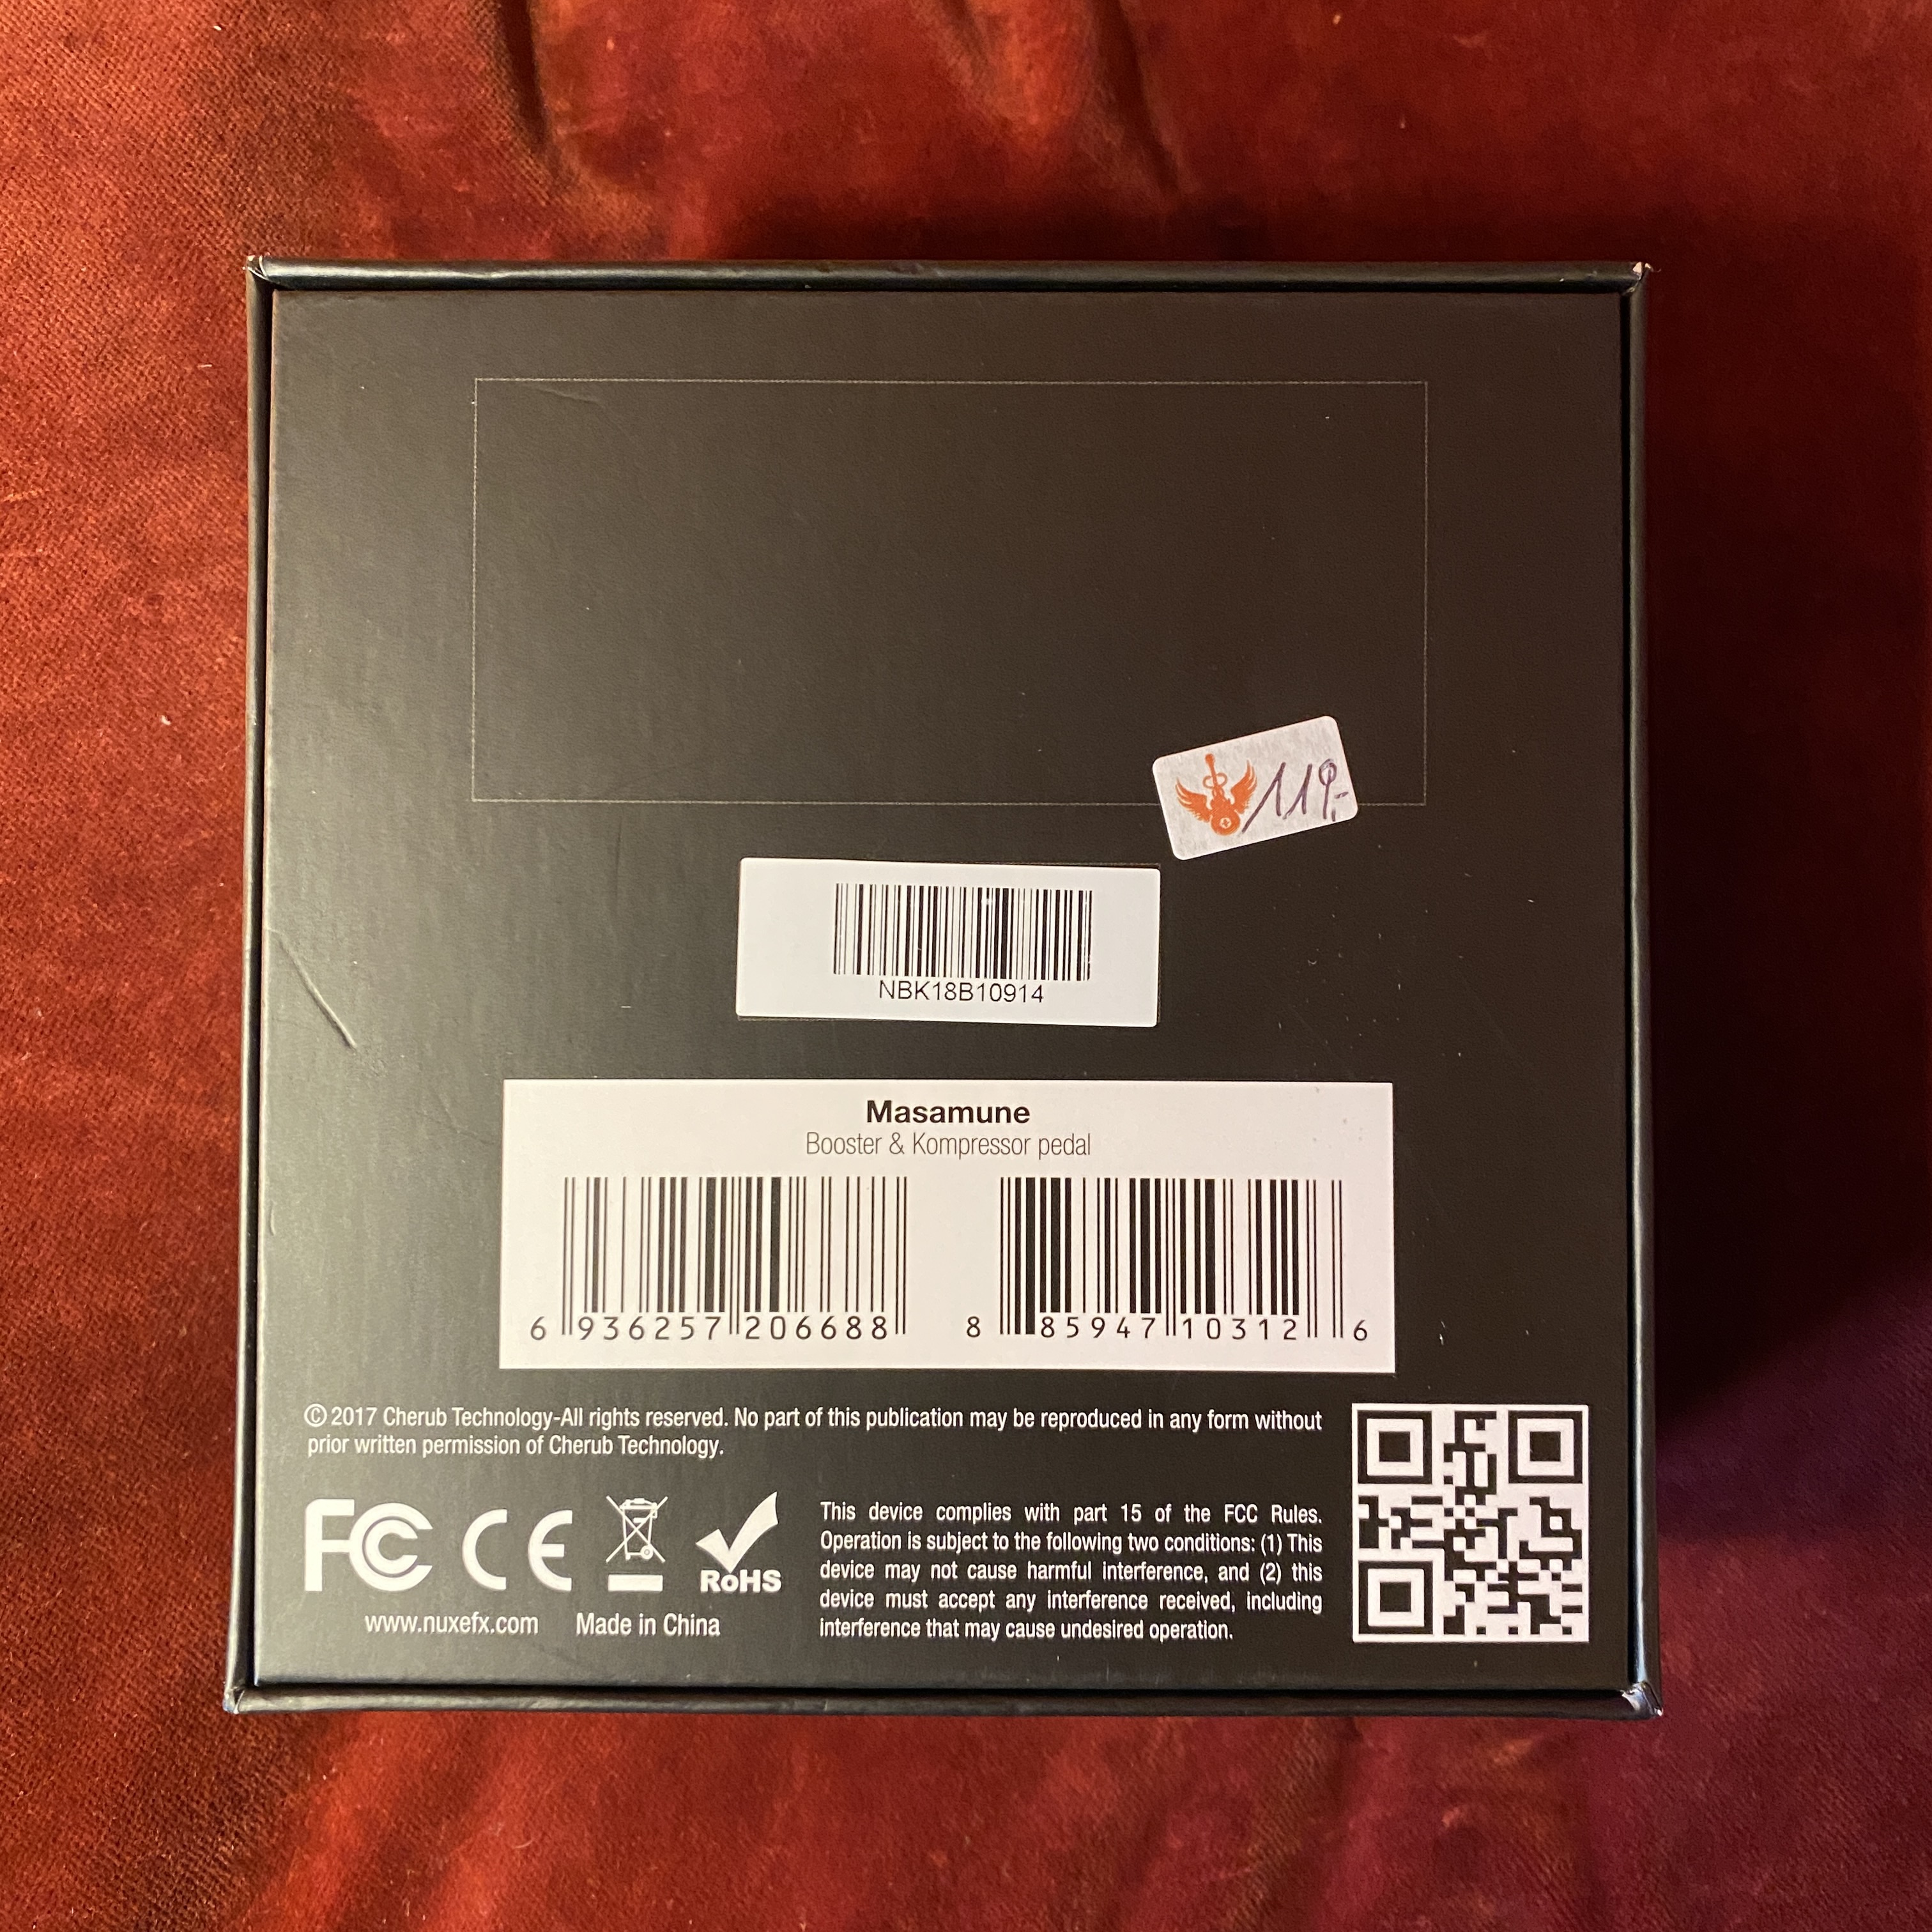 119,-
NBK18B10914
Masamune
Booster & Kompressor pedal
6 936257 206688
8 85947 10312 6
© 2017 Cherub Technology-All rights reserved. No part of this publication may be reproduced in any form without
prior written permission of Cherub Technology.
FC CE RoHS
www.nuxefx.com Made in China
This device complies with part 15 of the FCC Rules.
Operation is subject to the following two conditions: (1) This
device may not cause harmful interference, and (2) this
device must accept any interference received, including
interference that may cause undesired operation.